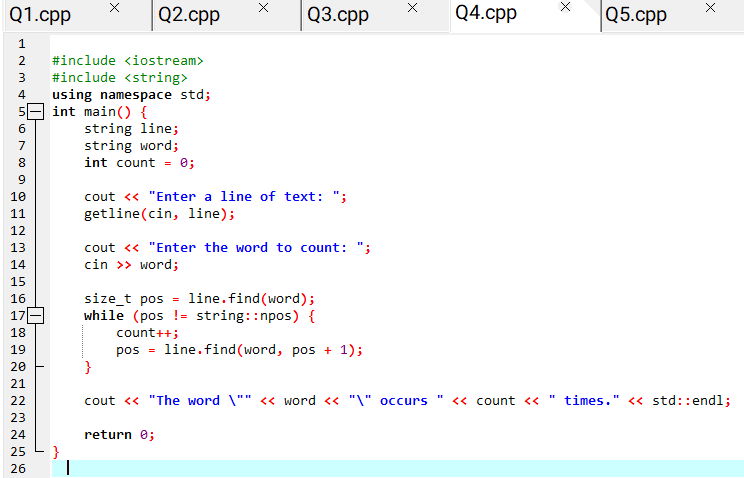 Q1.cpp × Q2.cpp × Q3.cpp × Q4.cpp × Q5.cpp ×
1
2 #include <iostream>
3 #include <string>
4 using namespace std;
5 int main() {
6 string line;
7 string word;
8 int count = 0;
9
10 cout << "Enter a line of text: ";
11 getline(cin, line);
12
13 cout << "Enter the word to count: ";
14 cin >> word;
15
16 size_t pos = line.find(word);
17 while (pos != string::npos) {
18 count++;
19 pos = line.find(word, pos + 1);
20 }
21
22 cout << "The word \"" << word << "\" occurs " << count << " times." << std::endl;
23
24 return 0;
25 }
26